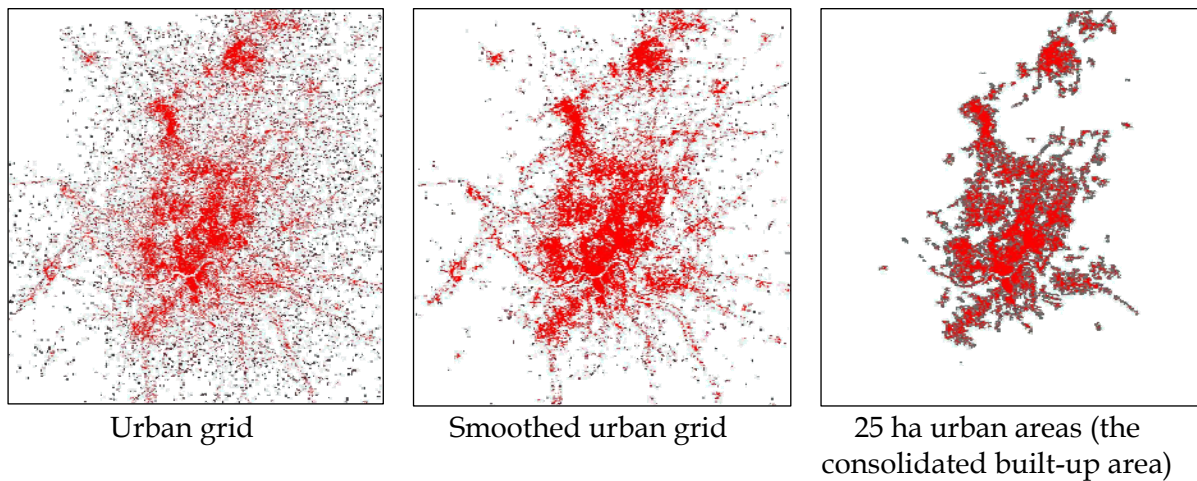 Urban grid
Smoothed urban grid
25 ha urban areas (the
consolidated built-up area)